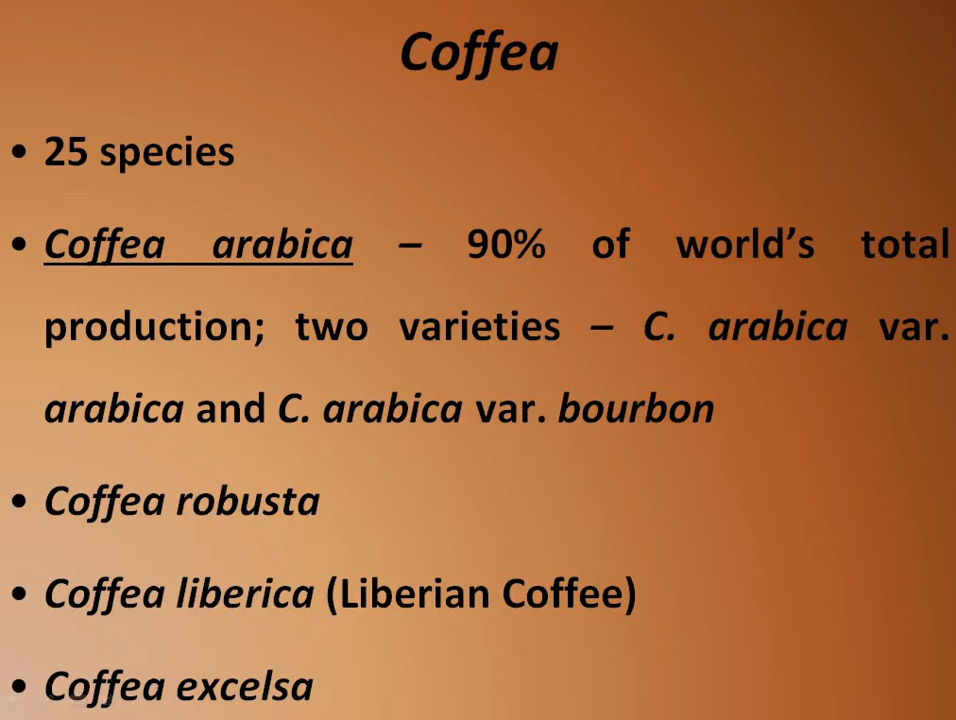 Coffea
• 25 species
• Coffea arabica – 90% of world’s total
production; two varieties – C. arabica var.
arabica and C. arabica var. bourbon
• Coffea robusta
• Coffea liberica (Liberian Coffee)
• Coffea excelsa